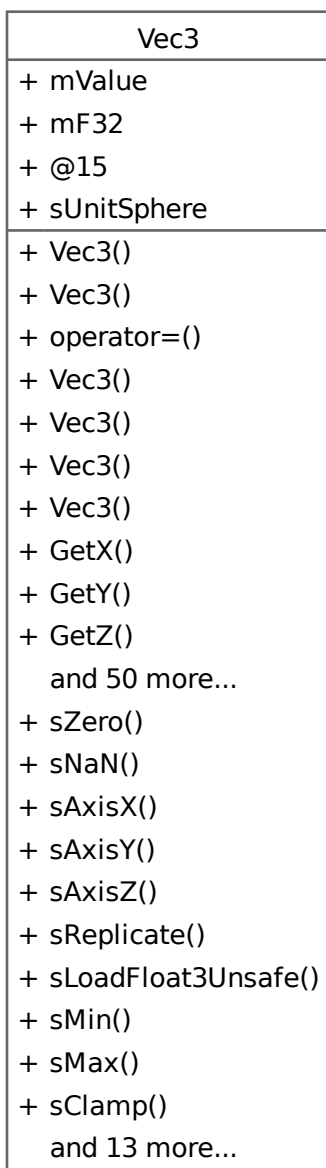 Vec3
+ mValue
+ mF32
+ @15
+ sUnitSphere
+ Vec3()
+ Vec3()
+ operator=()
+ Vec3()
+ Vec3()
+ Vec3()
+ Vec3()
+ GetX()
+ GetY()
+ GetZ()
and 50 more...
+ sZero()
+ sNaN()
+ sAxisX()
+ sAxisY()
+ sAxisZ()
+ sReplicate()
+ sLoadFloat3Unsafe()
+ sMin()
+ sMax()
+ sClamp()
and 13 more...